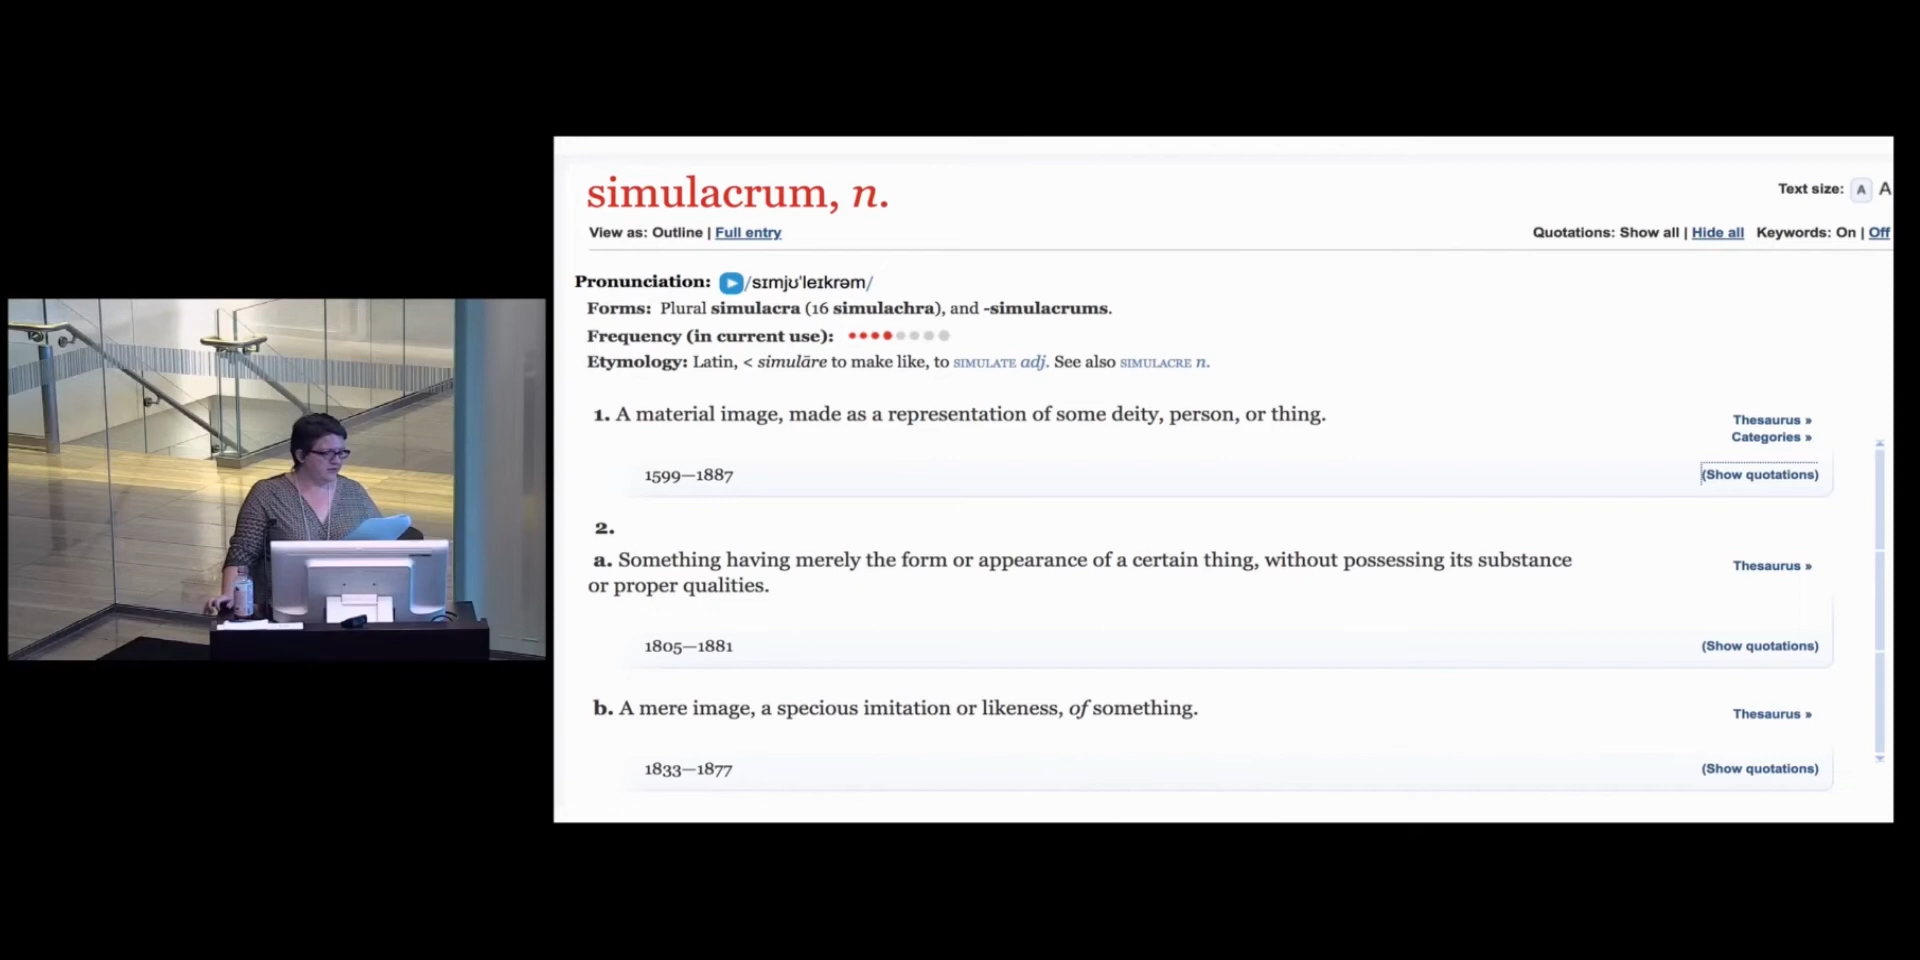 simulacrum, n.
Text size: A A
View as: Outline | Full entry
Quotations: Show all | Hide all Keywords: On | Off
Pronunciation: /sɪmjʊˈleɪkrəm/
Forms: Plural simulacra (16 simulachra), and -simulacrums.
Frequency (in current use):
Etymology: Latin, < simulāre to make like, to SIMULATE adj. See also SIMULACRE n.
1. A material image, made as a representation of some deity, person, or thing.
Thesaurus »
Categories »
1599—1887
(Show quotations)
2.
a. Something having merely the form or appearance of a certain thing, without possessing its substance
or proper qualities.
Thesaurus »
1805—1881
(Show quotations)
b. A mere image, a specious imitation or likeness, of something.
Thesaurus »
1833—1877
(Show quotations)